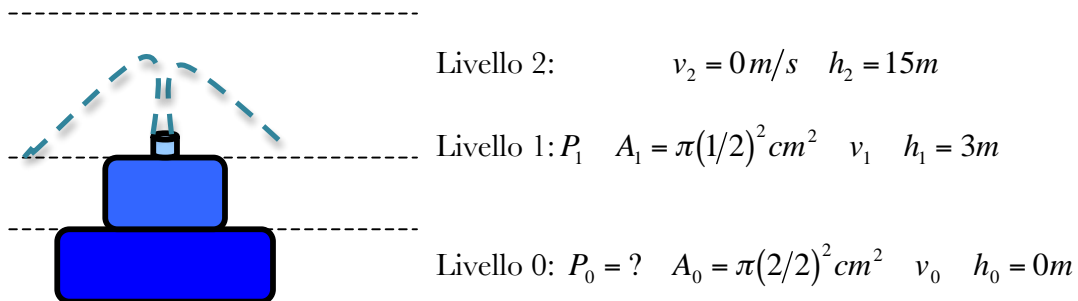 Livello 2: v₂ = 0 m/s h₂ = 15m
Livello 1: P₁ A₁ = π(1/2)² cm² v₁ h₁ = 3m
Livello 0: P₀ = ? A₀ = π(2/2)² cm² v₀ h₀ = 0m